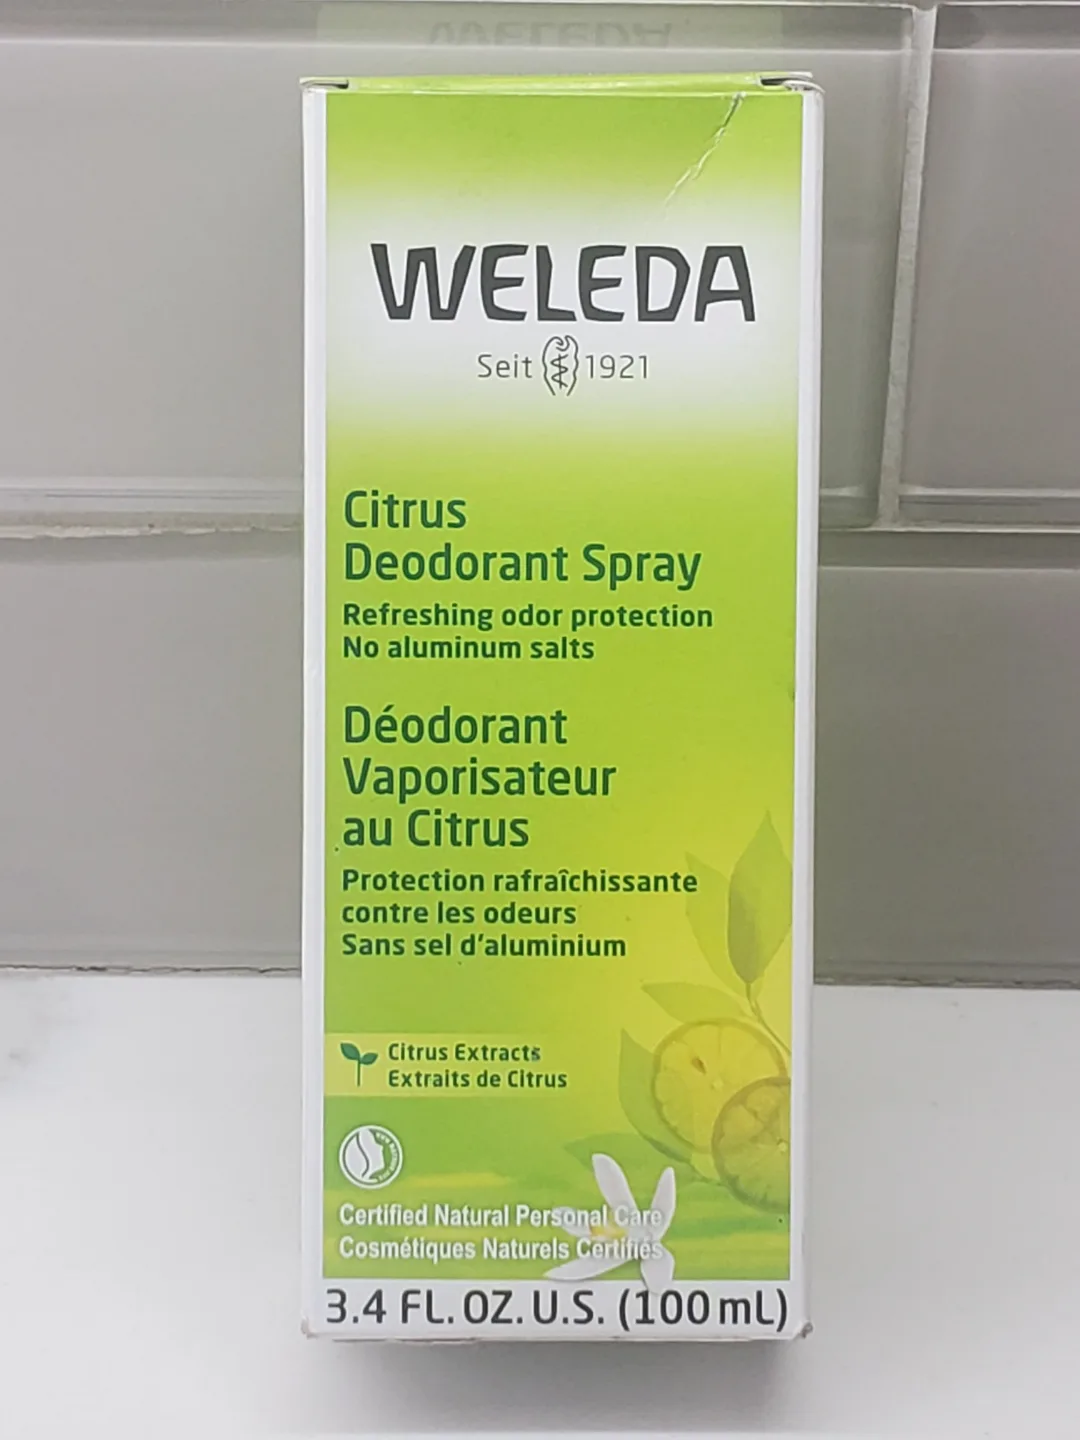 WELEDA
Seit 1921
Citrus
Deodorant Spray
Refreshing odor protection
No aluminum salts
Déodorant
Vaporisateur
au Citrus
Protection rafraîchissante
contre les odeurs
Sans sel d'aluminium
Citrus Extracts
Extraits de Citrus
Certified Natural Personal Care
Cosmétiques Naturels Certifiés
3.4 FL. OZ. U.S. (100 mL)